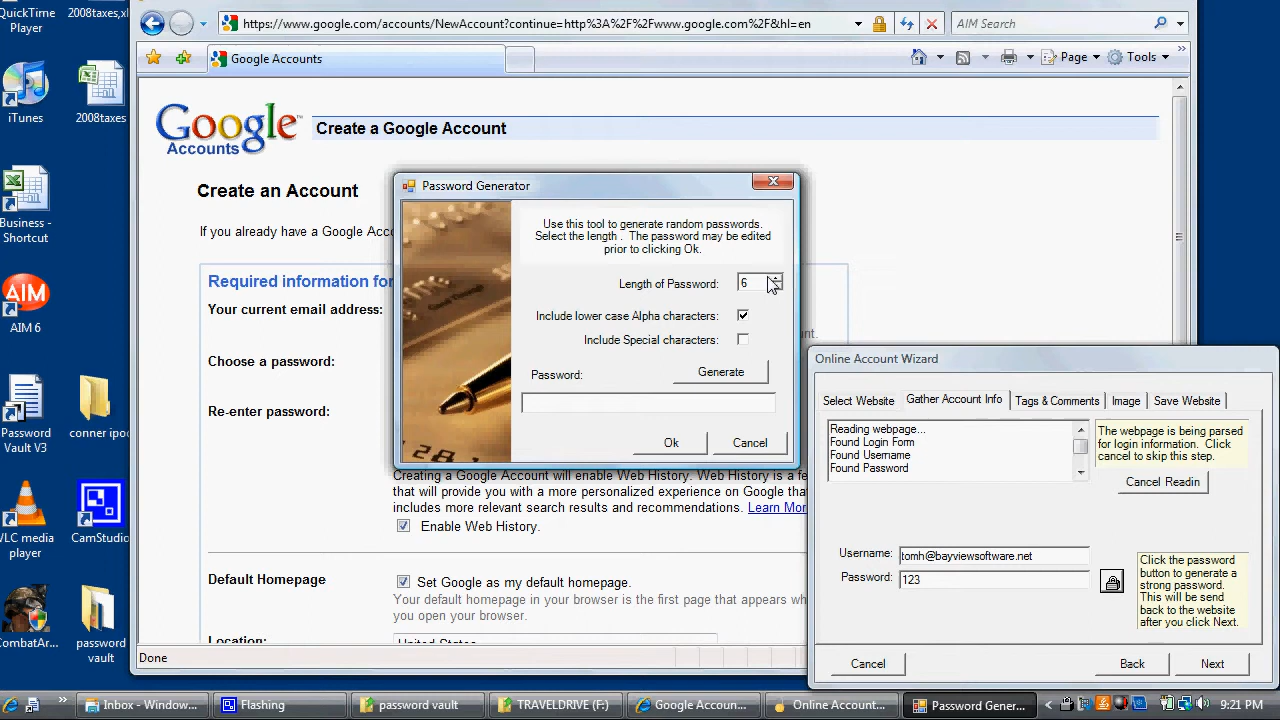 QuickTime
Player
2008taxes,xl
iTunes
2008taxes
Business -
Shortcut
AIM 6
Password
Vault V3
conner ipo
VLC media
player
CamStudio
CombatAr...
password
vault
https://www.google.com/accounts/NewAccount?continue=http%3A%2F%2Fwww.google.com%2F&hl=en
AIM Search
Google Accounts
Page
Tools
Google™
Accounts
Create a Google Account
Create an Account
If you already have a Google Acco
Required information for
Your current email address:
Choose a password:
Re-enter password:
unt.
Creating a Google Account will enable Web History. Web History is a fe
that will provide you with a more personalized experience on Google tha
includes more relevant search results and recommendations. Learn Mor
Enable Web History.
Default Homepage
Set Google as my default homepage.
Your default homepage in your browser is the first page that appears wh
you open your browser.
Location:
United States
Done
Password Generator
Use this tool to generate random passwords.
Select the length . The password may be edited
prior to clicking Ok.
Length of Password:
6
Include lower case Alpha characters:
Include Special characters:
Password:
Generate
Ok
Cancel
28
Online Account Wizard
Select Website
Gather Account Info
Tags & Comments
Image
Save Website
Reading webpage...
Found Login Form
Found Username
Found Password
The webpage is being parsed
for login information. Click
cancel to skip this step.
Cancel Readin
Username:
tomh@bayviewsoftware.net
Password:
123
Click the password
button to generate a
strong password.
This will be send
back to the website
after you click Next.
Cancel
Back
Next
Inbox - Window...
Flashing
password vault
TRAVELDRIVE (F:)
Google Accoun...
Online Account...
Password Gener...
9:21 PM